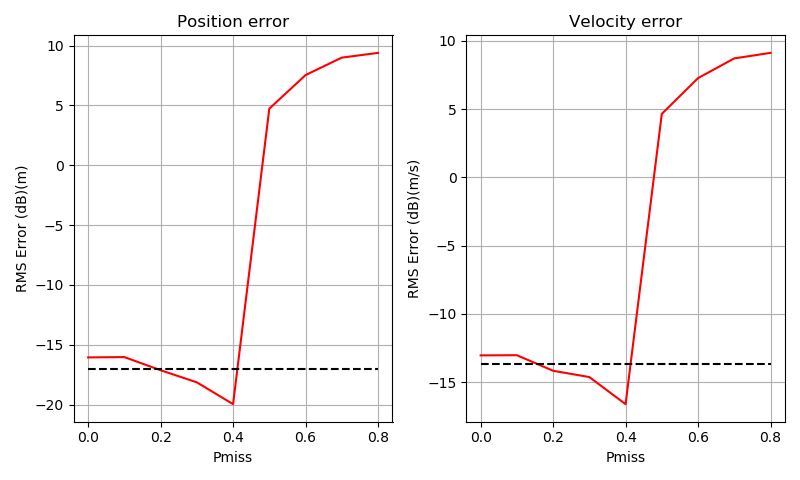 Position error
RMS Error (dB)(m)
10
5
0
−5
−10
−15
−20
0.0 0.2 0.4 0.6 0.8
Pmiss
Velocity error
RMS Error (dB)(m/s)
10
5
0
−5
−10
−15
0.0 0.2 0.4 0.6 0.8
Pmiss